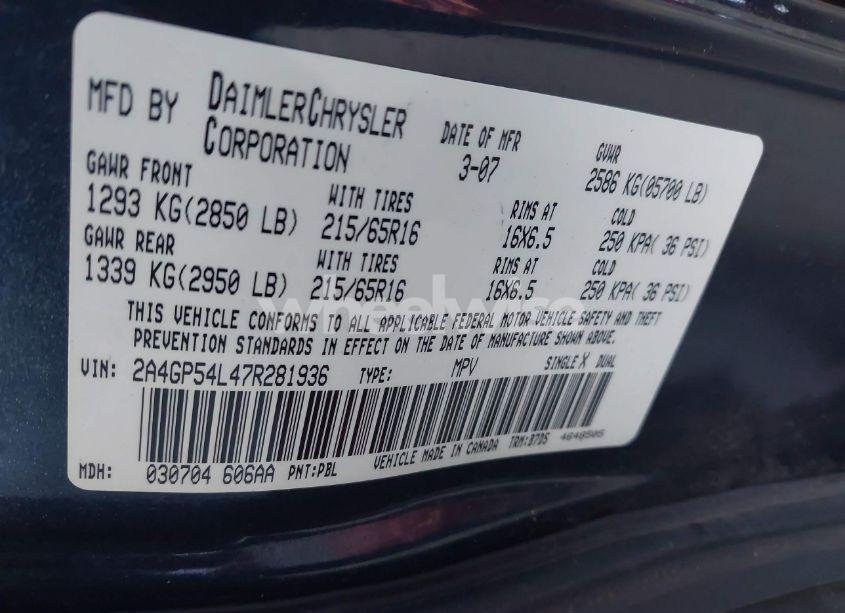 MFD BY DAIMLERCHRYSLER CORPORATION
DATE OF MFR 3-07
GVWR 2586 KG(05700 LB)
GAWR FRONT WITH TIRES RIMS AT COLD
1293 KG(2850 LB) 215/65R16 16X6.5 250 KPA( 36 PSI)
GAWR REAR WITH TIRES RIMS AT COLD
1339 KG(2950 LB) 215/65R16 16X6.5 250 KPA( 36 PSI)
THIS VEHICLE CONFORMS TO ALL APPLICABLE FEDERAL MOTOR VEHICLE SAFETY AND THEFT
PREVENTION STANDARDS IN EFFECT ON THE DATE OF MANUFACTURE SHOWN ABOVE.
VIN: 2A4GP54L47R281936 TYPE: MPV SINGLE X DUAL
VEHICLE MADE IN CANADA TRM:B7D5 4648505
MDH: 030704 606AA PNT:PBL